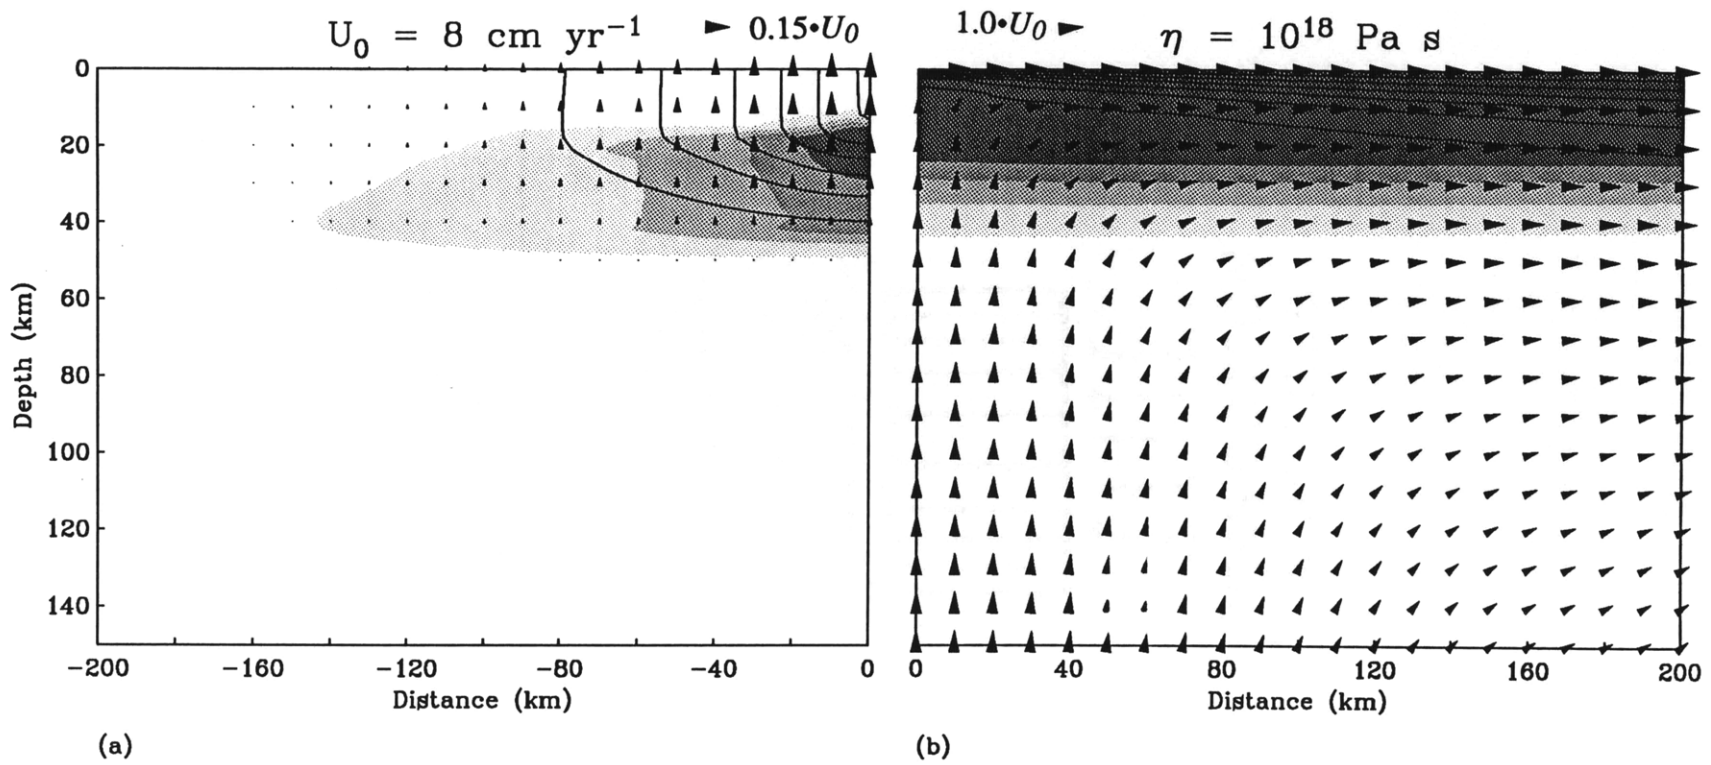 U₀ = 8 cm yr⁻¹ 0.15•U₀ 1.0•U₀ η = 10¹⁸ Pa s
0
20
40
60
80
100
120
140
Depth (km)
−200 −160 −120 −80 −40 0
Distance (km)
0 40 80 120 160 200
Distance (km)
(a) (b)